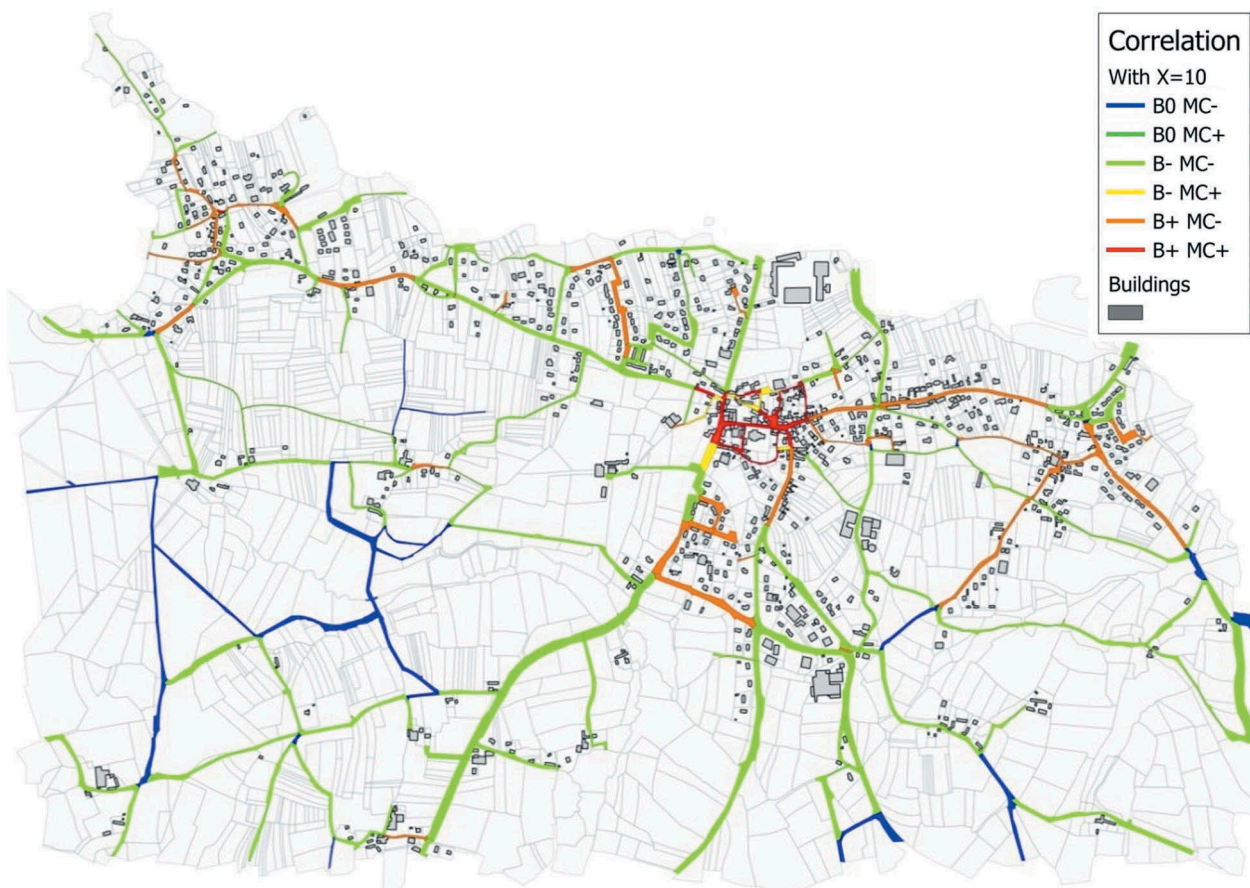 Correlation
With X=10
B0 MC-
B0 MC+
B- MC-
B- MC+
B+ MC-
B+ MC+
Buildings